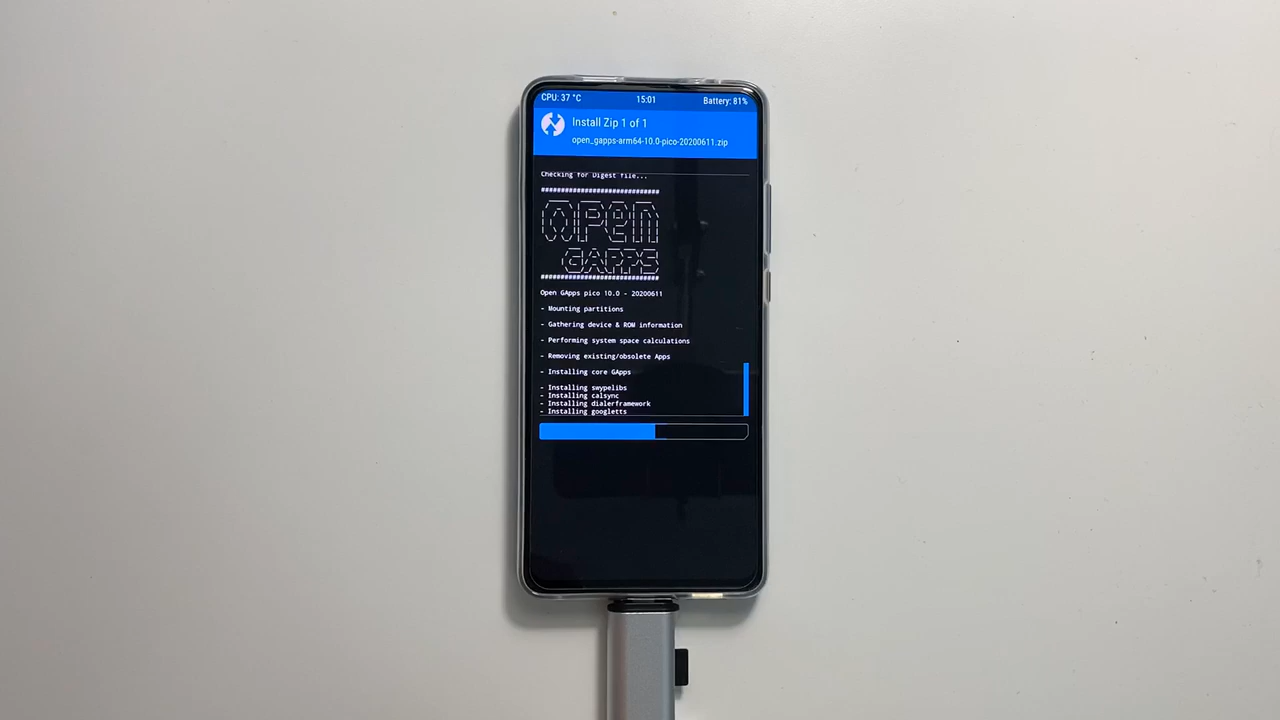 CPU: 37 °C 15:01 Battery: 81%
Install Zip 1 of 1
open_gapps-arm64-10.0-pico-20200611.zip
Checking for Digest file...
##############################
OPEN
GAPPS
##############################
Open GApps pico 10.0 - 20200611
- Mounting partitions
- Gathering device & ROM information
- Performing system space calculations
- Removing existing/obsolete Apps
- Installing core GApps
- Installing swypelibs
- Installing calsync
- Installing dialerframework
- Installing googletts